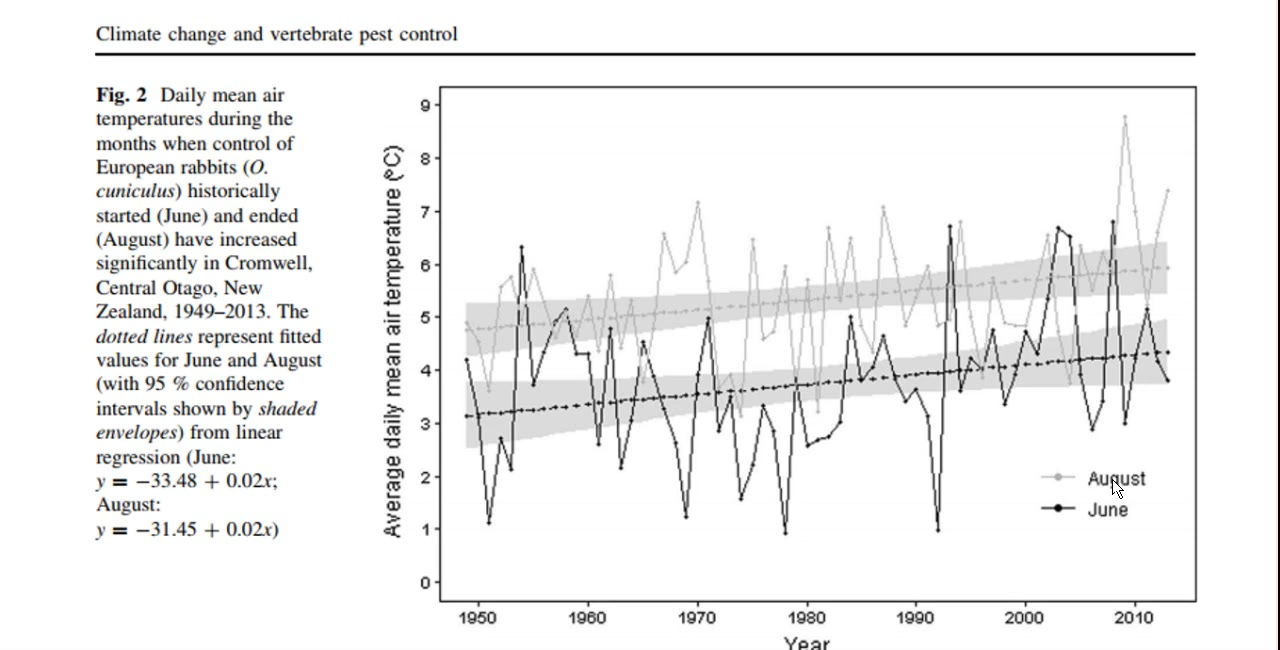 Climate change and vertebrate pest control
Fig. 2 Daily mean air
temperatures during the
months when control of
European rabbits (O.
cuniculus) historically
started (June) and ended
(August) have increased
significantly in Cromwell,
Central Otago, New
Zealand, 1949–2013. The
dotted lines represent fitted
values for June and August
(with 95 % confidence
intervals shown by shaded
envelopes) from linear
regression (June:
y = −33.48 + 0.02x;
August:
y = −31.45 + 0.02x)
Average daily mean air temperature (°C)
9
8
7
6
5
4
3
2
1
0
August
June
1950 1960 1970 1980 1990 2000 2010
Year